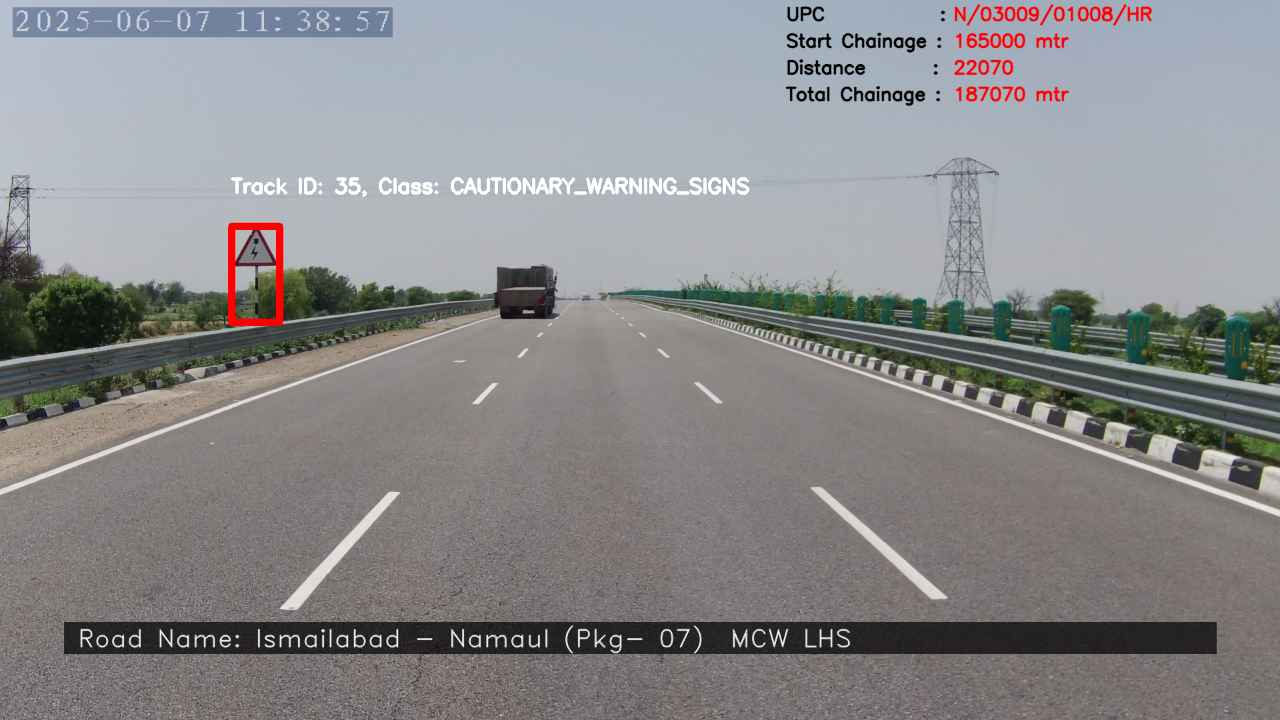 2025-06-07 11:38:57
UPC : N/03009/01008/HR
Start Chainage : 165000 mtr
Distance : 22070
Total Chainage : 187070 mtr
Track ID: 35, Class: CAUTIONARY_WARNING_SIGNS
Road Name: Ismailabad - Namaul (Pkg- 07) MCW LHS